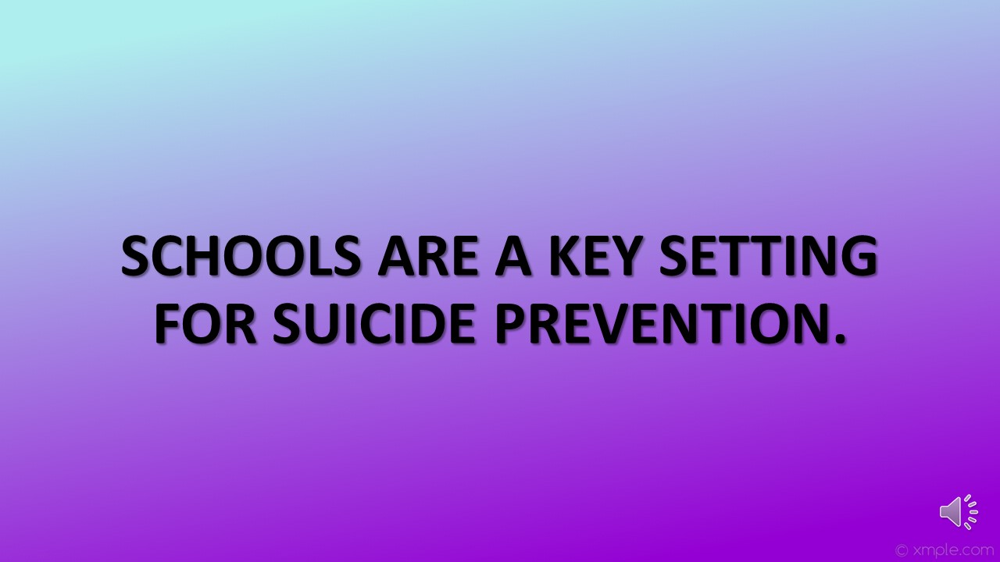 SCHOOLS ARE A KEY SETTING
FOR SUICIDE PREVENTION.
© xmple.com